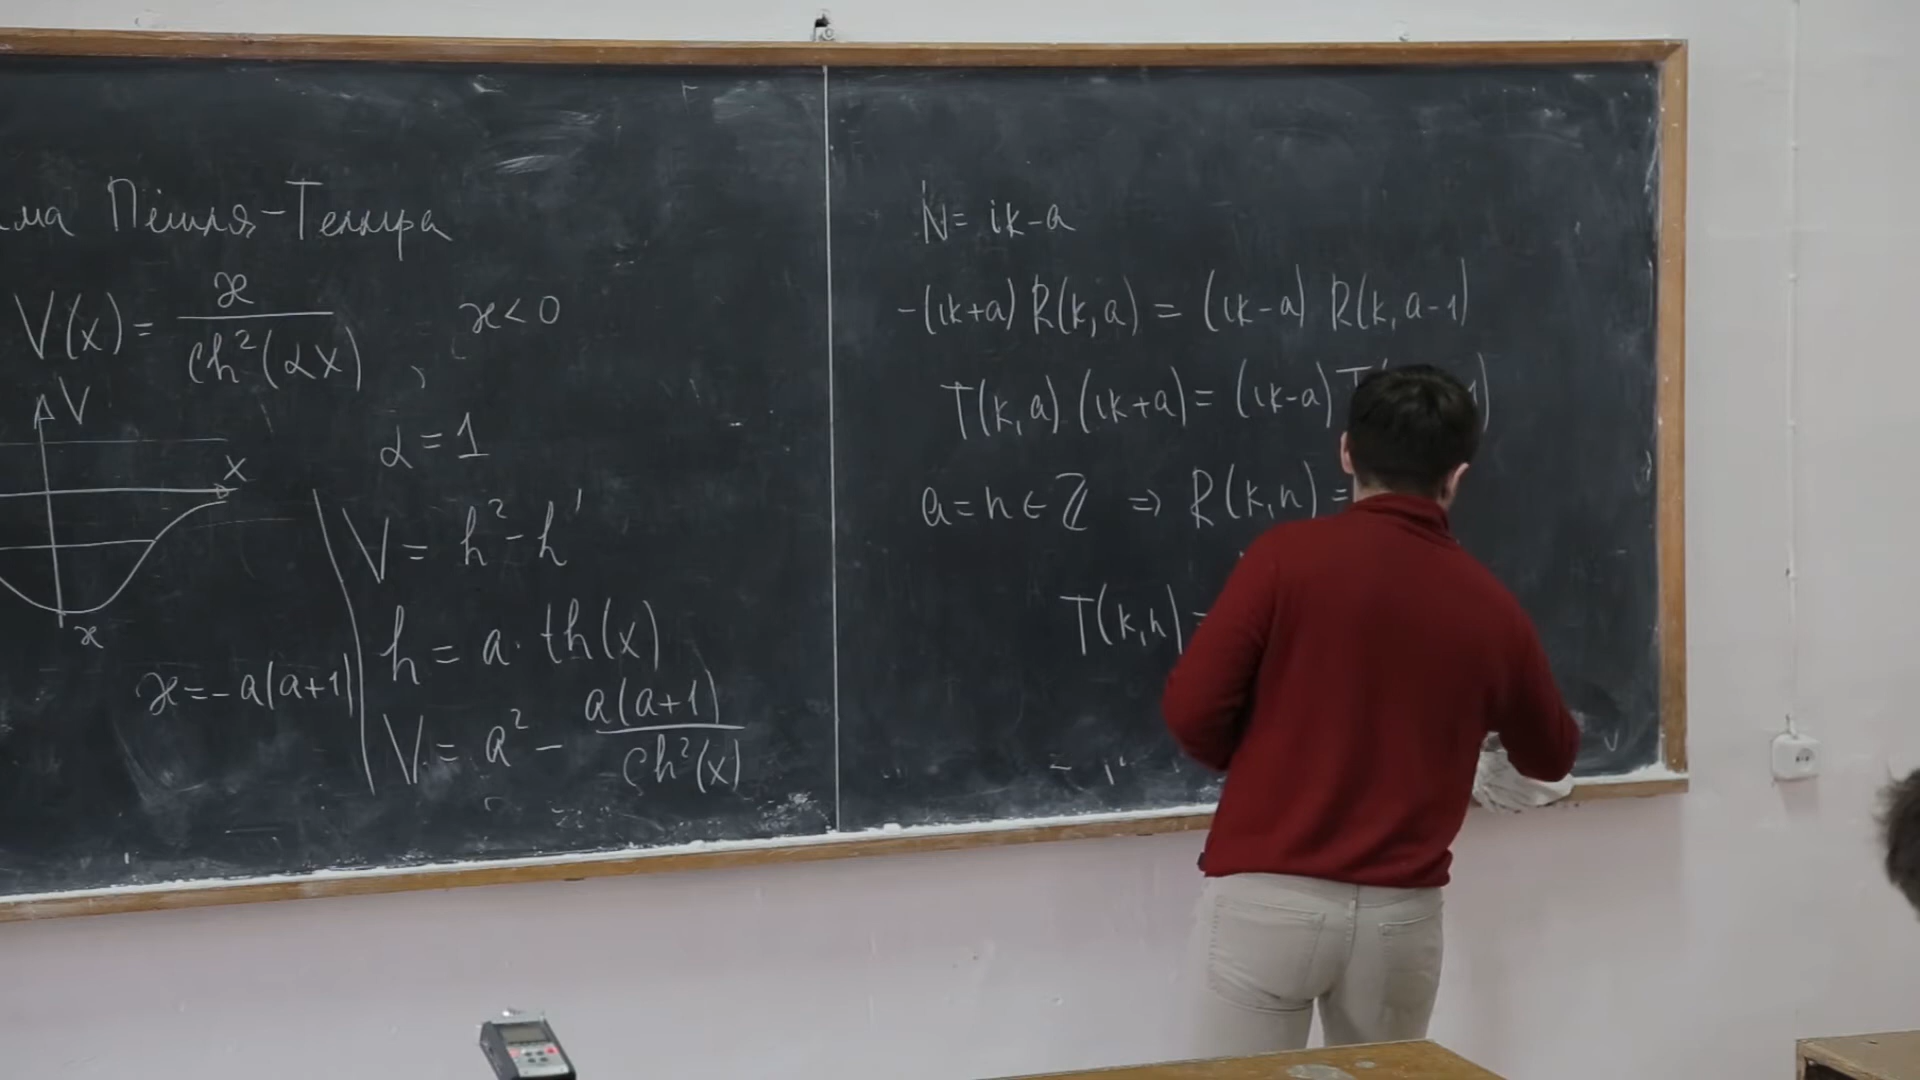 ма Пёшля-Теллера
V(x) = æ / ch²(αx) , æ < 0
V
α = 1
x
æ
æ = -a(a+1)
V = h² - h'
h = a · th(x)
V = a² - a(a+1) / ch²(x)
N = ik-a
-(ik+a) R(k,a) = (ik-a) R(k,a-1)
T(k,a) (ik+a) = (ik-a) T( 1)
a = n ∈ ℤ ⇒ R(k,n) =
T(k,n) =
=